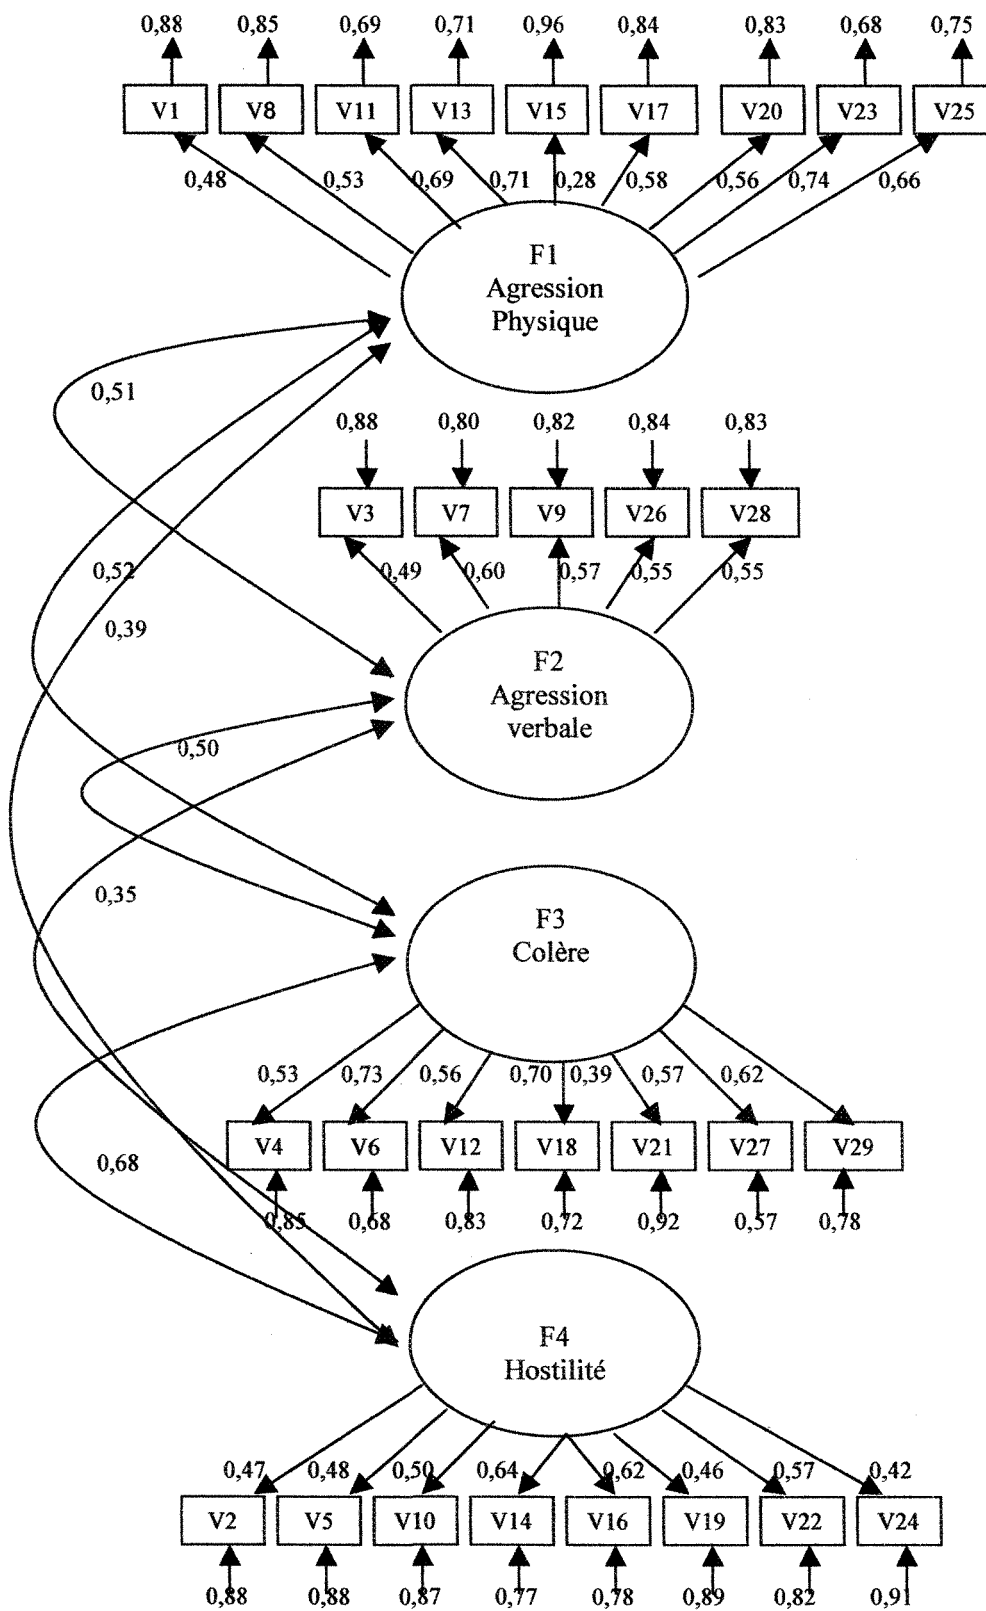 0,88 0,85 0,69 0,71 0,96 0,84 0,83 0,68 0,75
V1 V8 V11 V13 V15 V17 V20 V23 V25
0,48 0,53 0,69 0,71 0,28 0,58 0,56 0,74 0,66
F1
Agression
Physique
0,51
0,88 0,80 0,82 0,84 0,83
V3 V7 V9 V26 V28
0,52 0,49 0,60 0,57 0,55 0,55
0,39
F2
Agression
verbale
0,50
0,35
F3
Colère
0,53 0,73 0,56 0,70 0,39 0,57 0,62
V4 V6 V12 V18 V21 V27 V29
0,68
0,85 0,68 0,83 0,72 0,92 0,57 0,78
F4
Hostilité
0,47 0,48 0,50 0,64 0,62 0,46 0,57 0,42
V2 V5 V10 V14 V16 V19 V22 V24
0,88 0,88 0,87 0,77 0,78 0,89 0,82 0,91